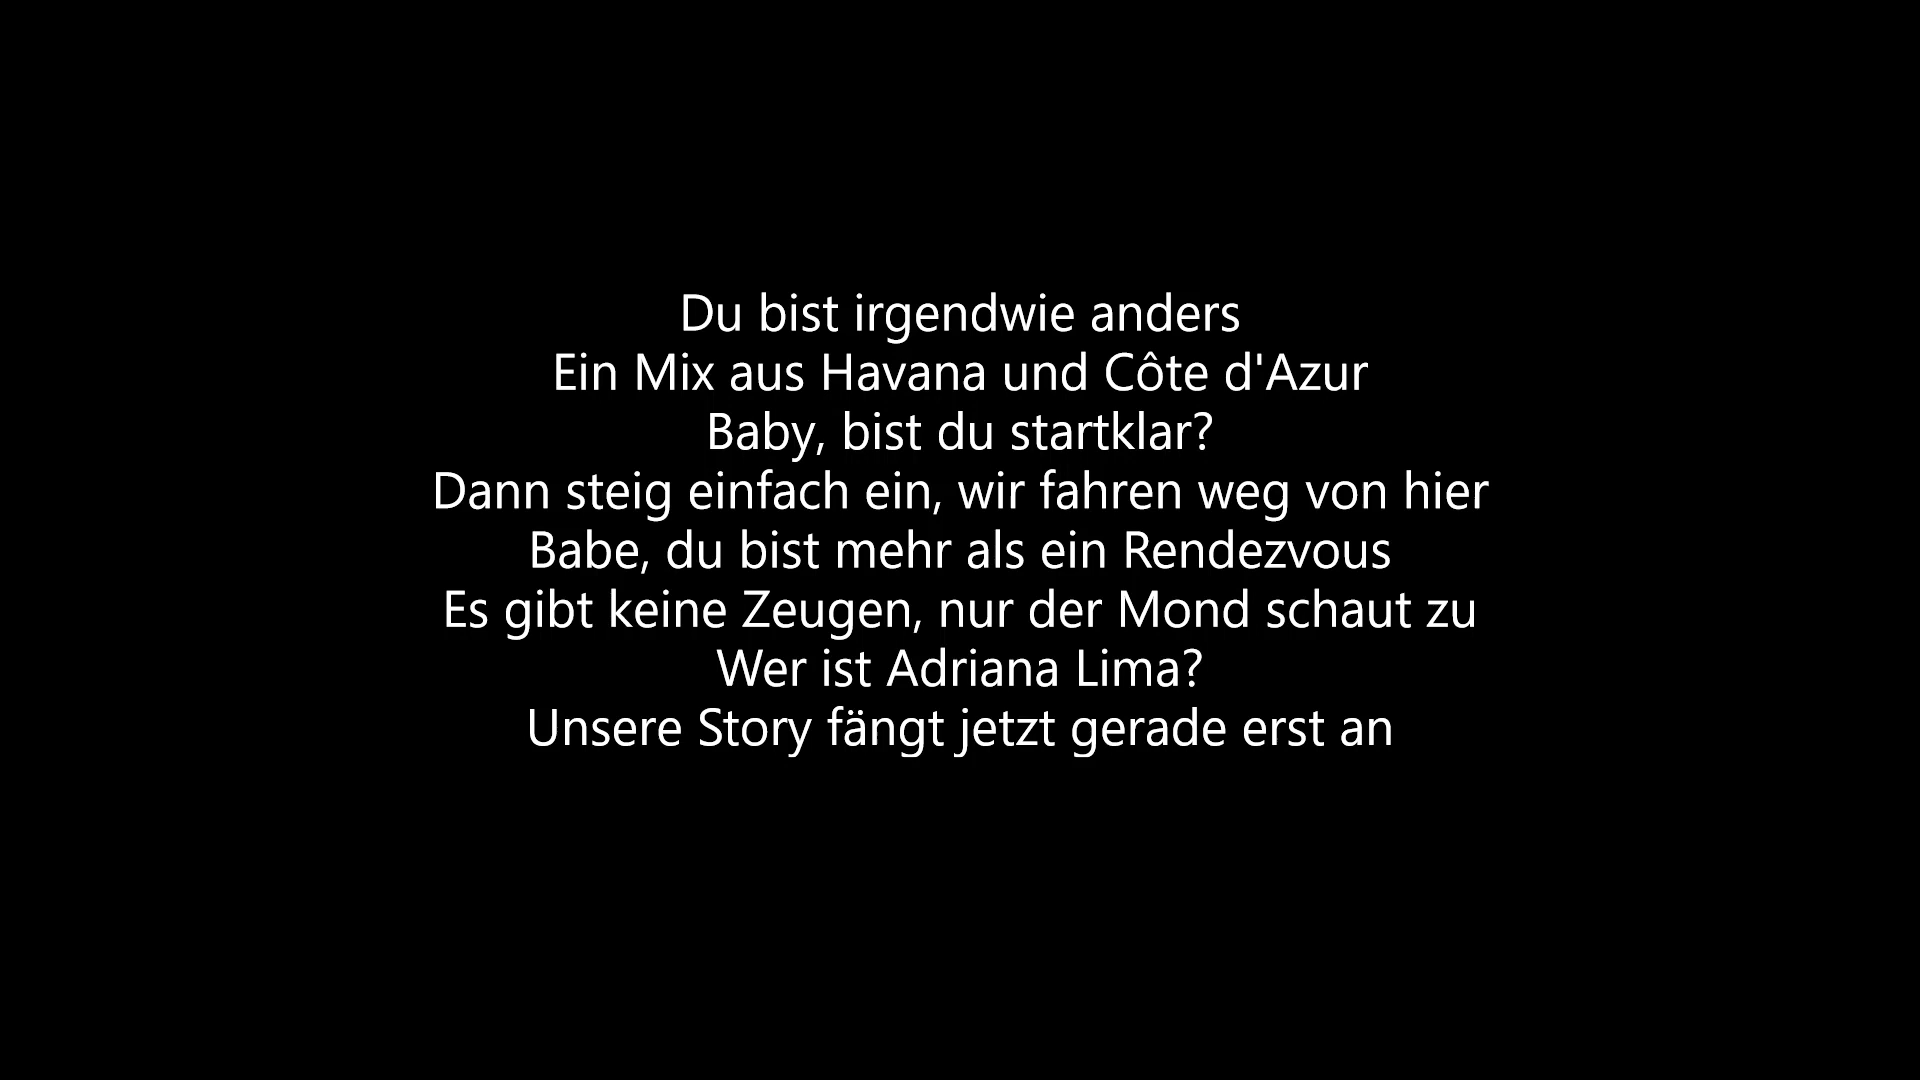 Du bist irgendwie anders
Ein Mix aus Havana und Côte d'Azur
Baby, bist du startklar?
Dann steig einfach ein, wir fahren weg von hier
Babe, du bist mehr als ein Rendezvous
Es gibt keine Zeugen, nur der Mond schaut zu
Wer ist Adriana Lima?
Unsere Story fängt jetzt gerade erst an